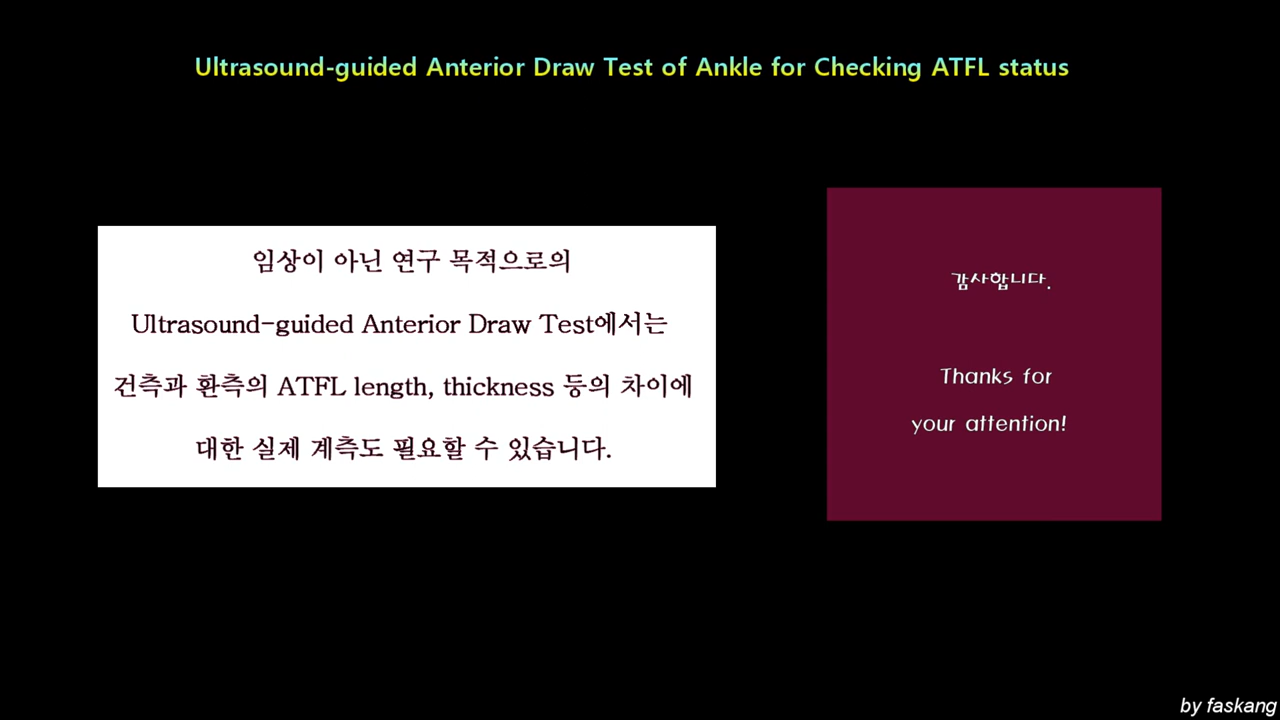 Ultrasound-guided Anterior Draw Test of Ankle for Checking ATFL status
임상이 아닌 연구 목적으로의
Ultrasound-guided Anterior Draw Test에서는
건측과 환측의 ATFL length, thickness 등의 차이에
대한 실제 계측도 필요할 수 있습니다.
감사합니다.
Thanks for
your attention!
by faskang